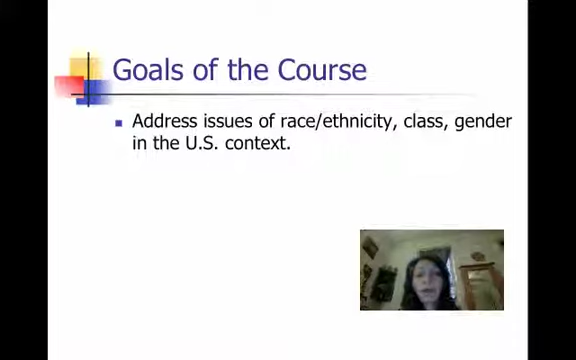 Goals of the Course
Address issues of race/ethnicity, class, gender
in the U.S. context.